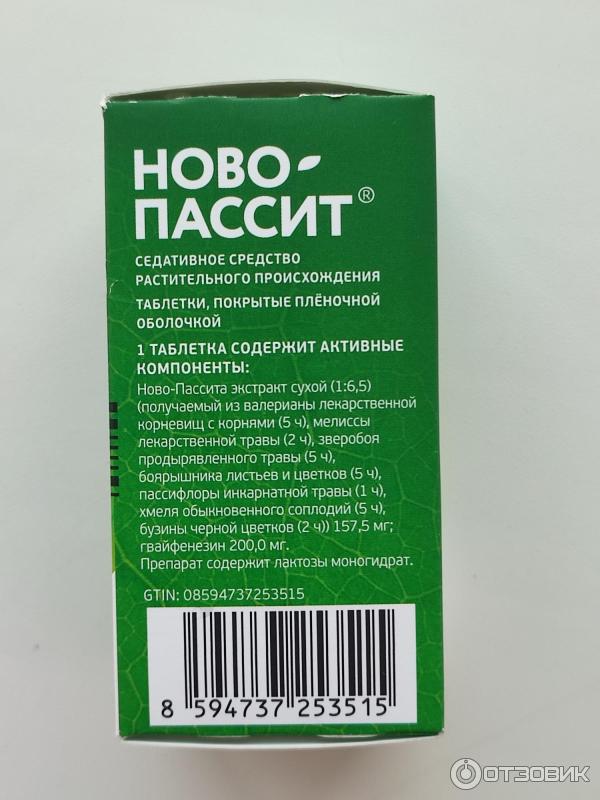 НОВО-
ПАССИТ®
СЕДАТИВНОЕ СРЕДСТВО
РАСТИТЕЛЬНОГО ПРОИСХОЖДЕНИЯ
ТАБЛЕТКИ, ПОКРЫТЫЕ ПЛЁНОЧНОЙ
ОБОЛОЧКОЙ
1 ТАБЛЕТКА СОДЕРЖИТ АКТИВНЫЕ
КОМПОНЕНТЫ:
Ново-Пассита экстракт сухой (1:6,5)
(получаемый из валерианы лекарственной
корневищ с корнями (5 ч), мелиссы
лекарственной травы (2 ч), зверобоя
продырявленного травы (5 ч),
боярышника листьев и цветков (5 ч),
пассифлоры инкарнатной травы (1 ч),
хмеля обыкновенного соплодий (5 ч),
бузины черной цветков (2 ч)) 157,5 мг;
гвайфенезин 200,0 мг.
Препарат содержит лактозы моногидрат.
GTIN: 08594737253515
8 594737 253515
ОТЗОВИК